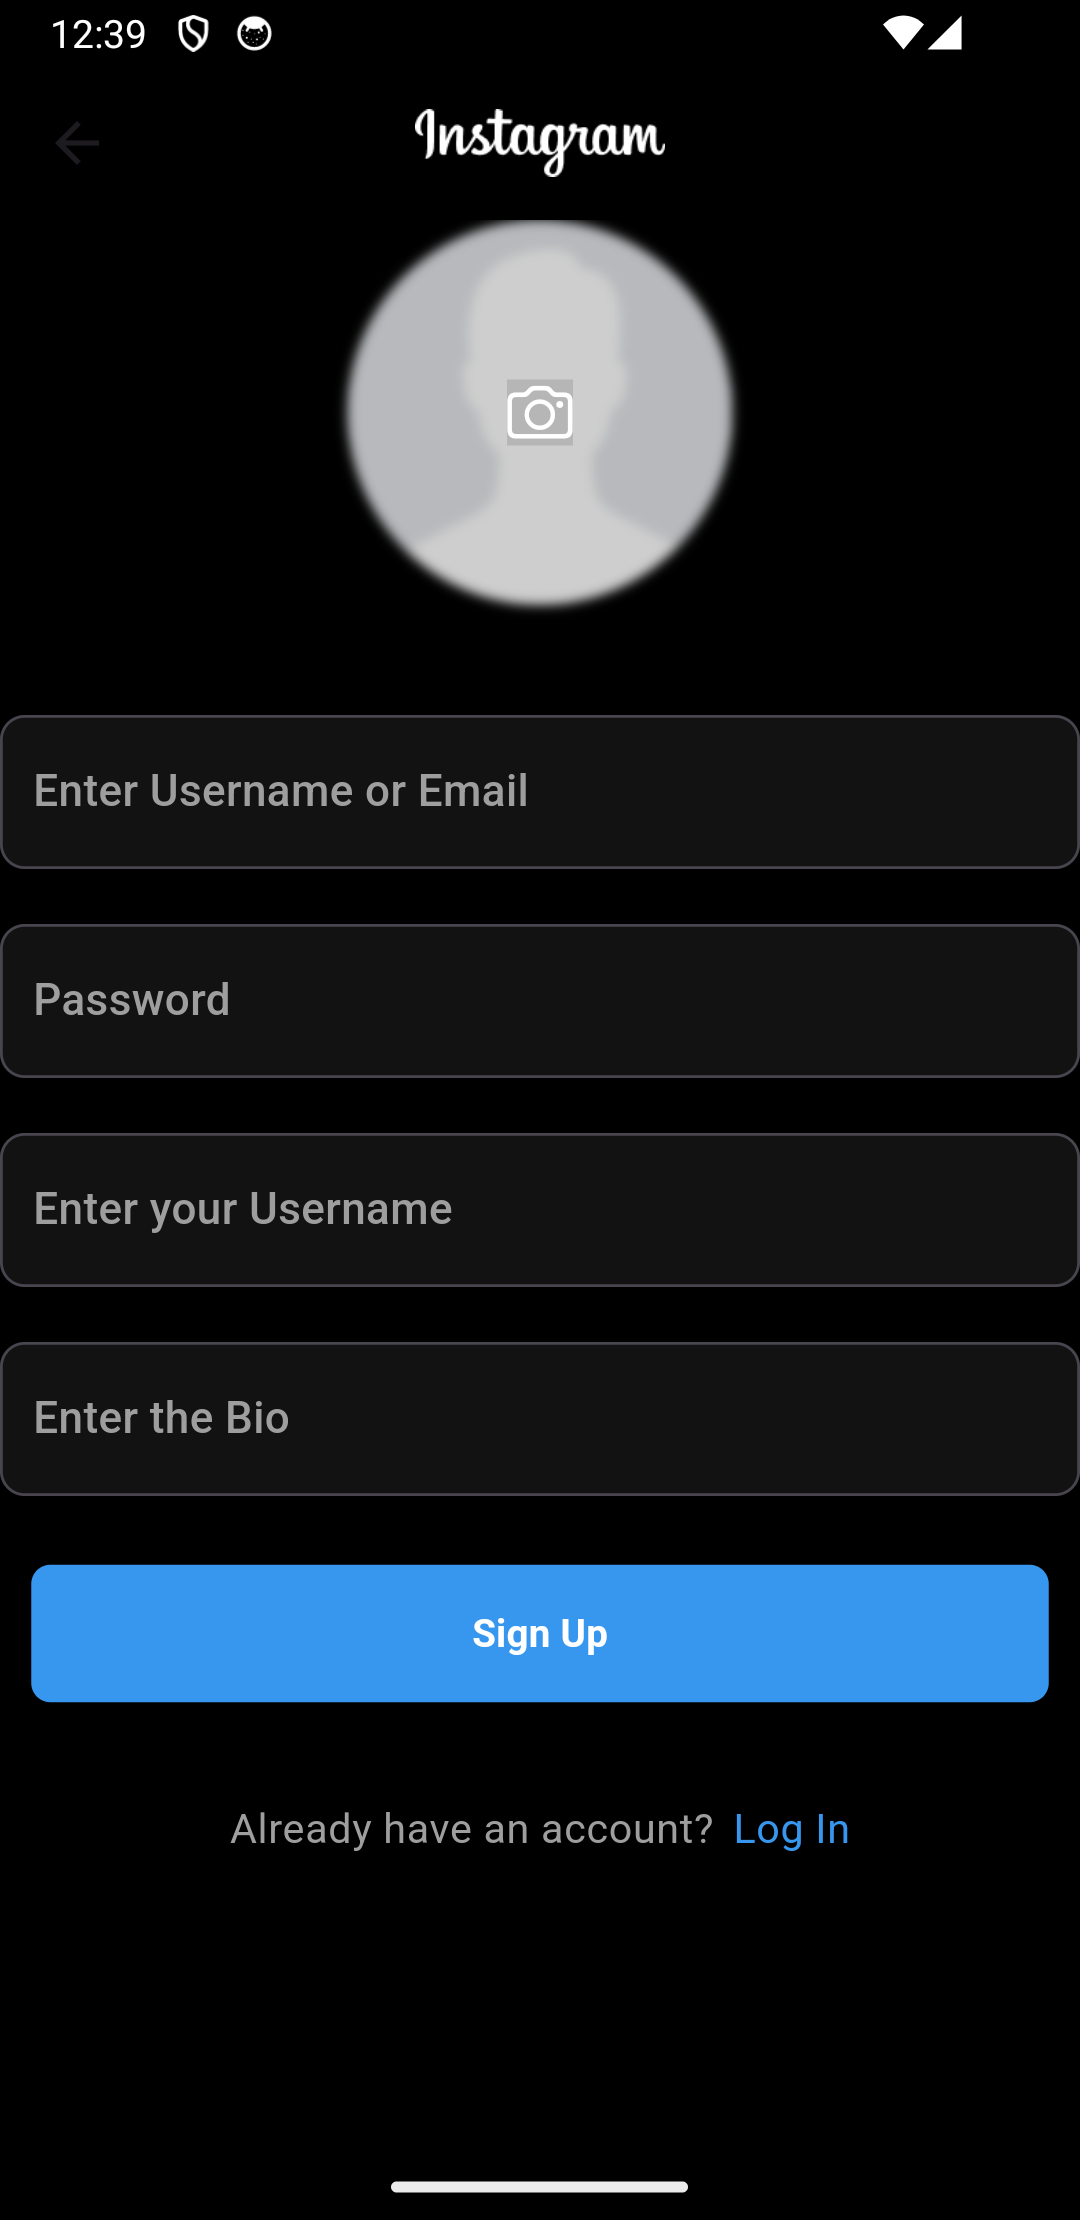 12:39
Instagram
Enter Username or Email
Password
Enter your Username
Enter the Bio
Sign Up
Already have an account? Log In